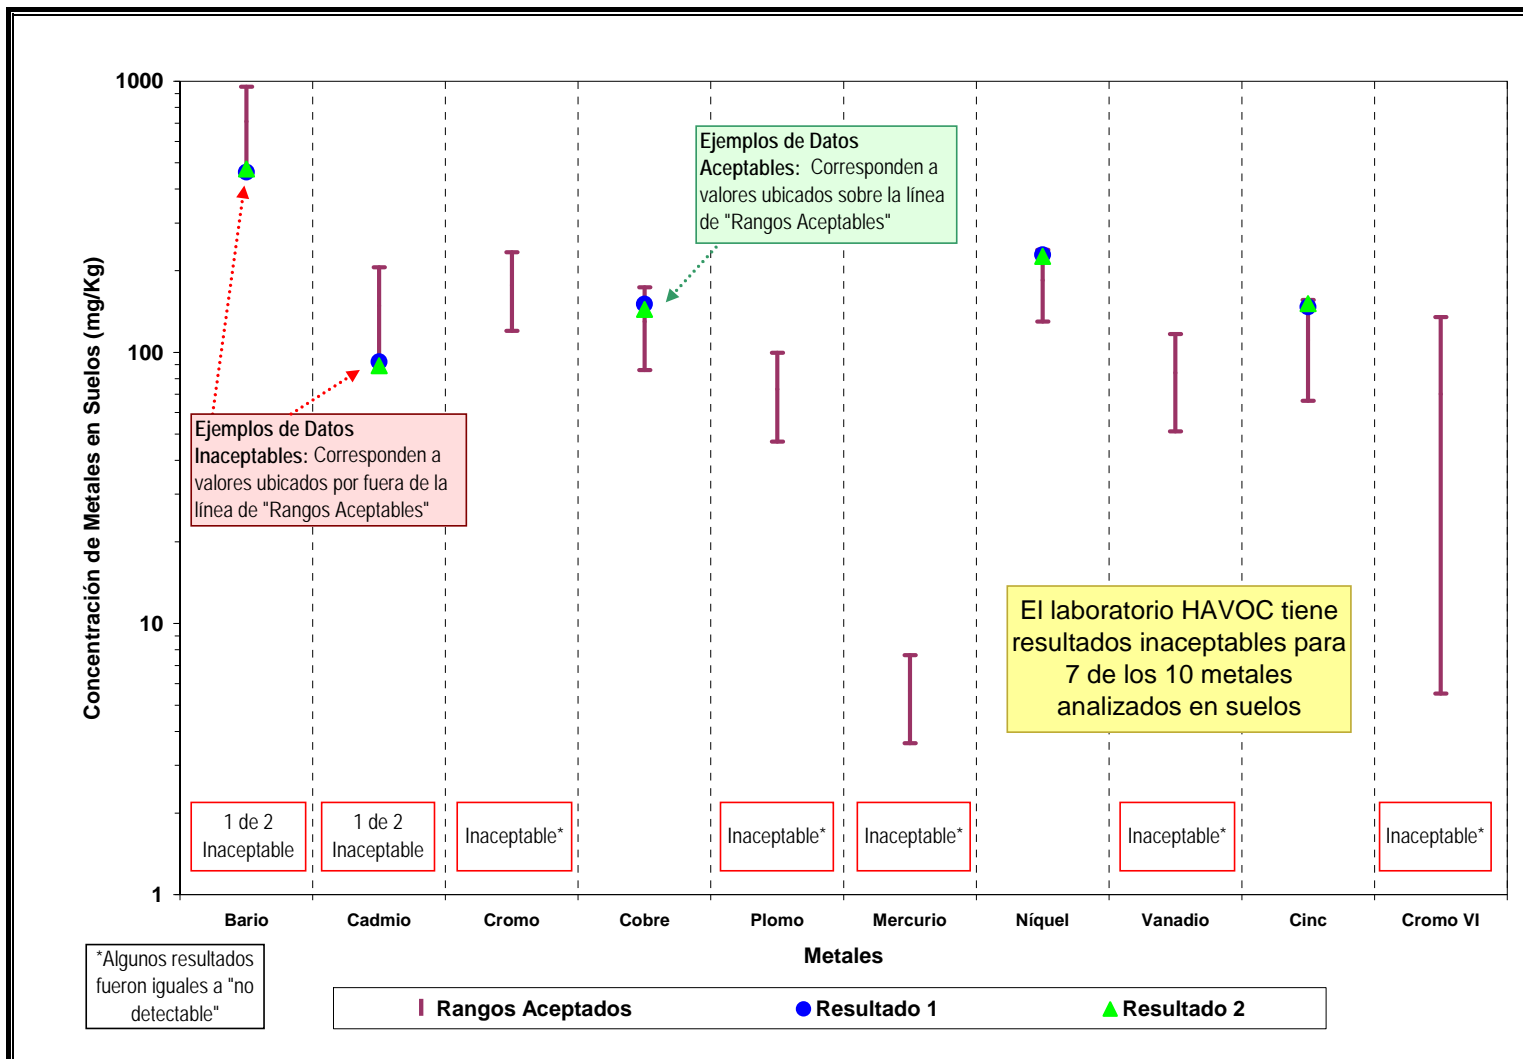 1000
100
10
1
Concentración de Metales en Suelos (mg/Kg)
Ejemplos de Datos
Aceptables: Corresponden a
valores ubicados sobre la línea
de "Rangos Aceptables"
Ejemplos de Datos
Inaceptables: Corresponden a
valores ubicados por fuera de la
línea de "Rangos Aceptables"
El laboratorio HAVOC tiene
resultados inaceptables para
7 de los 10 metales
analizados en suelos
1 de 2
Inaceptable
1 de 2
Inaceptable
Inaceptable*
Inaceptable*
Inaceptable*
Inaceptable*
Inaceptable*
Bario
Cadmio
Cromo
Cobre
Plomo
Mercurio
Níquel
Vanadio
Cinc
Cromo VI
Metales
*Algunos resultados
fueron iguales a "no
detectable"
Rangos Aceptados
Resultado 1
Resultado 2